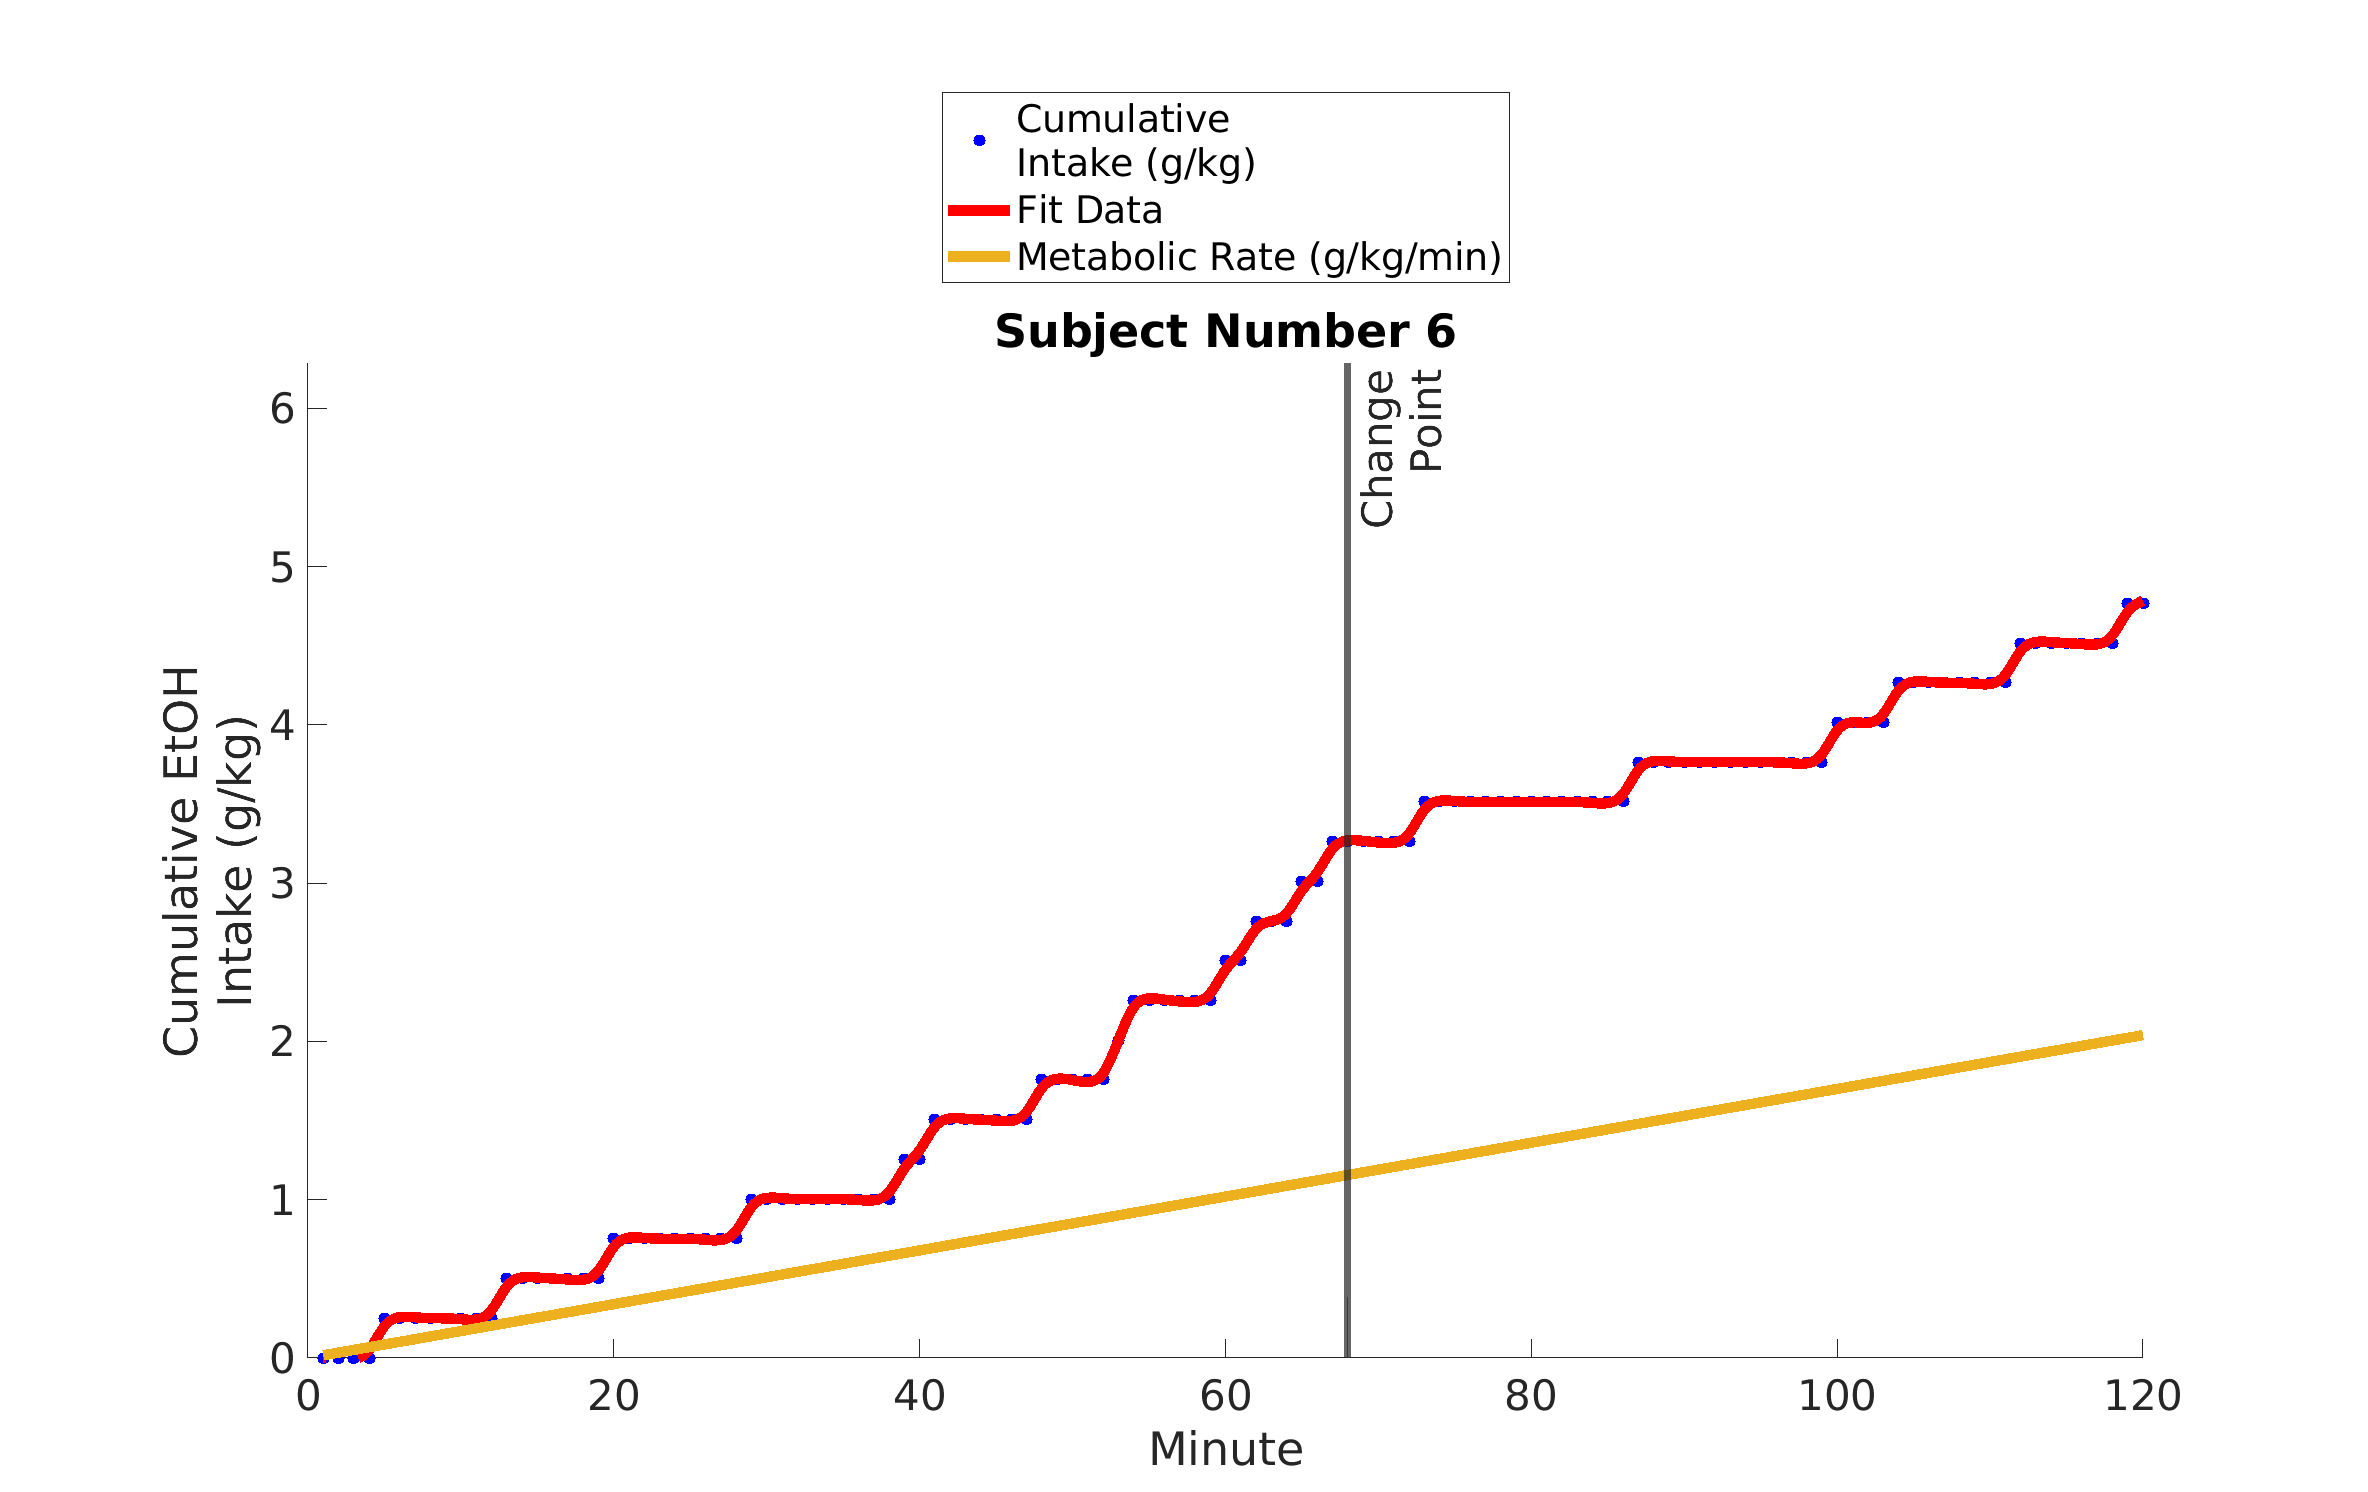 Cumulative
Intake (g/kg)
Fit Data
Metabolic Rate (g/kg/min)
Subject Number 6
Change
Point
Cumulative EtOH
Intake (g/kg)
6
5
4
3
2
1
0
0 20 40 60 80 100 120
Minute